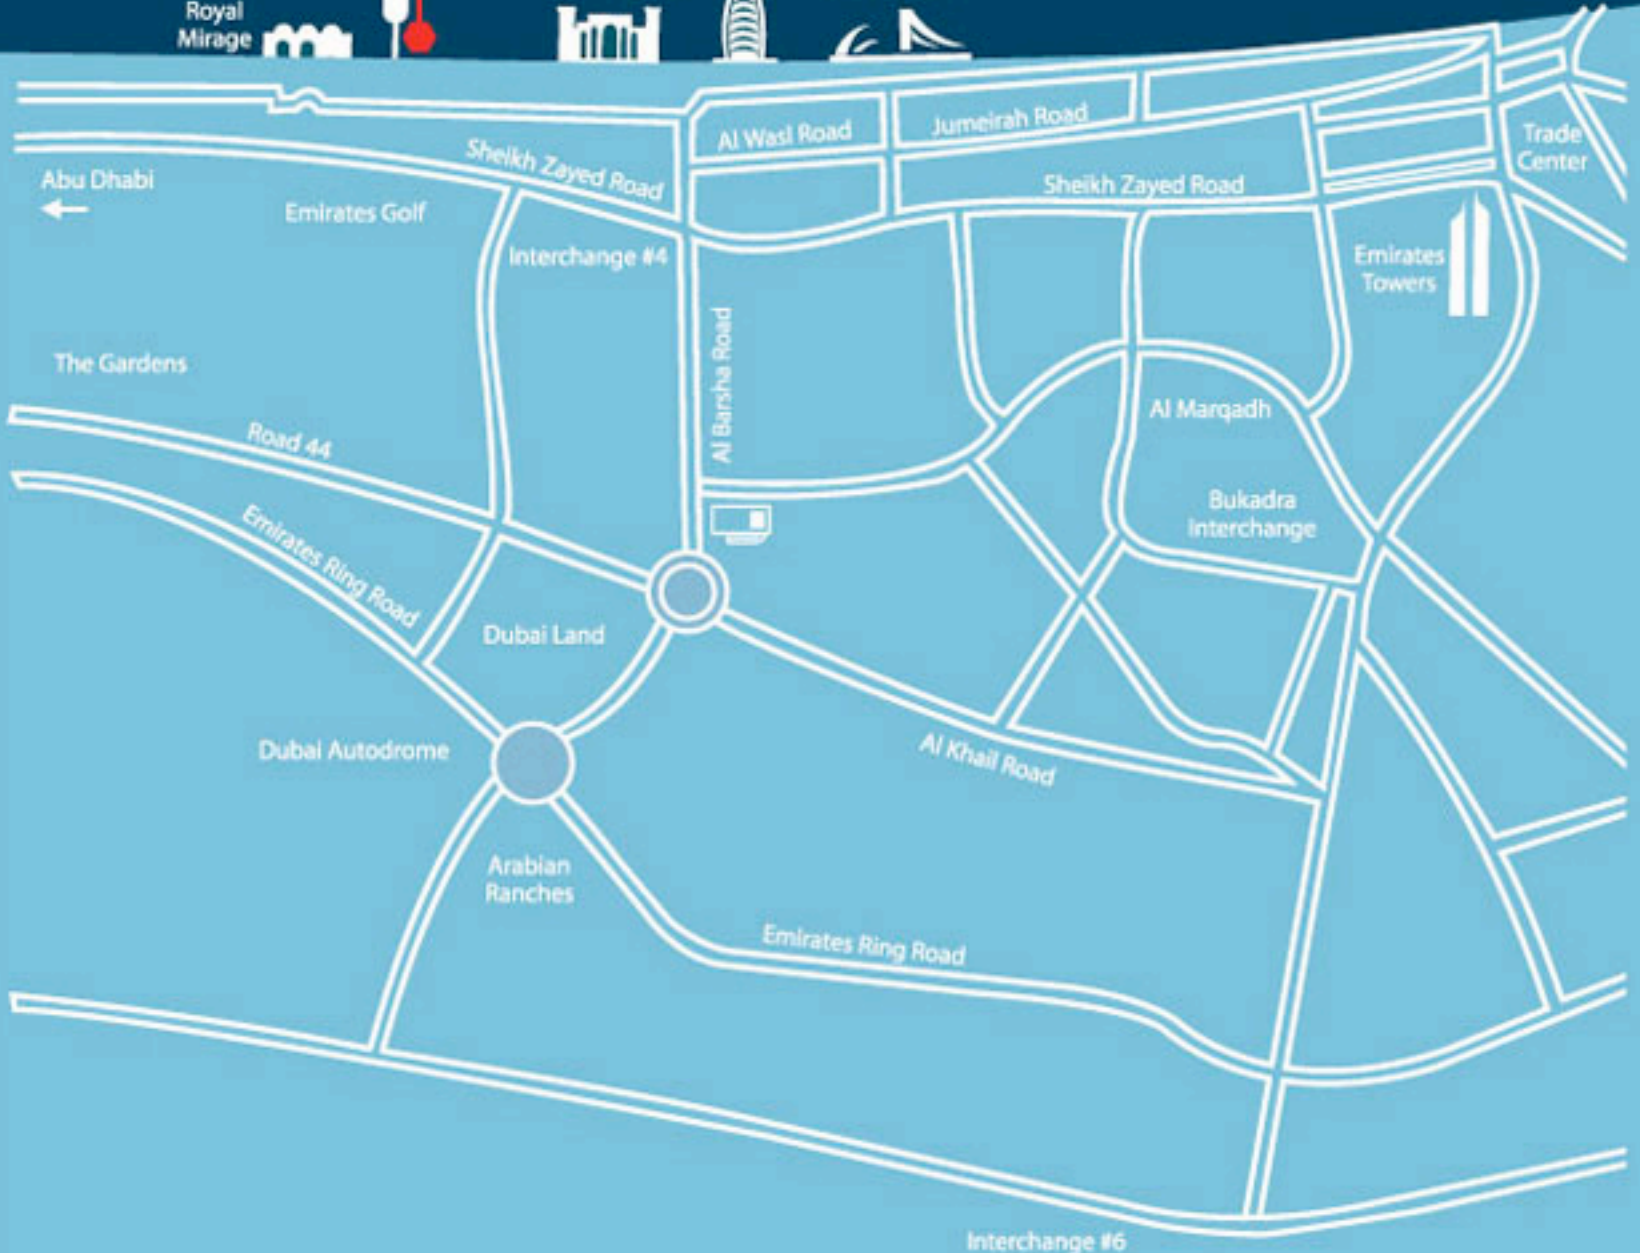 Royal
Mirage
Al Wasl Road
Jumeirah Road
Trade
Center
Sheikh Zayed Road
Abu Dhabi
Sheikh Zayed Road
Emirates Golf
Interchange #4
Emirates
Towers
The Gardens
Al Barsha Road
Al Marqadh
Road 44
Bukadra
Interchange
Emirates Ring Road
Dubai Land
Dubai Autodrome
Al Khail Road
Arabian
Ranches
Emirates Ring Road
Interchange #6